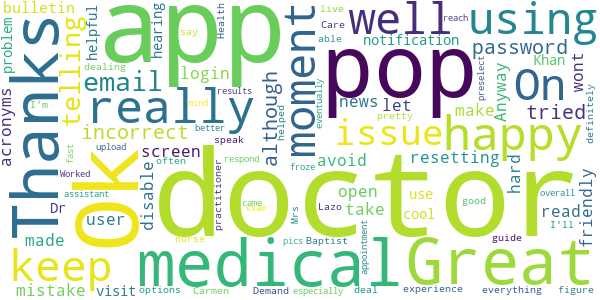 bulletin
problem
helpful
hearing
app
live
Care
Health
say
reach
able
well
using
notification
password
Khan
preselect
Thanks
telling
email
dealing
login
results
really
although
moment
pop
On
news
let
make
Anyway
tried
wont
definitely
acronyms
I'm
mind
helped
eventually
pretty
incorrect
better
speak
issue
happy
fast
upload
OK
screen
often
practitioner
respond
froze
avoid
resetting
hard
friendly
Worked
disable
doctor
open
take
use
cool
good
overall
read
I'll
Dr
user
assistant
came
exam
Mrs
Lazo
made
keep
nurse
pics
Baptist
appointment
guide
medical
Great
mistake
visit
options
Carmen
Demand
especially
deal
experience
everything
figure